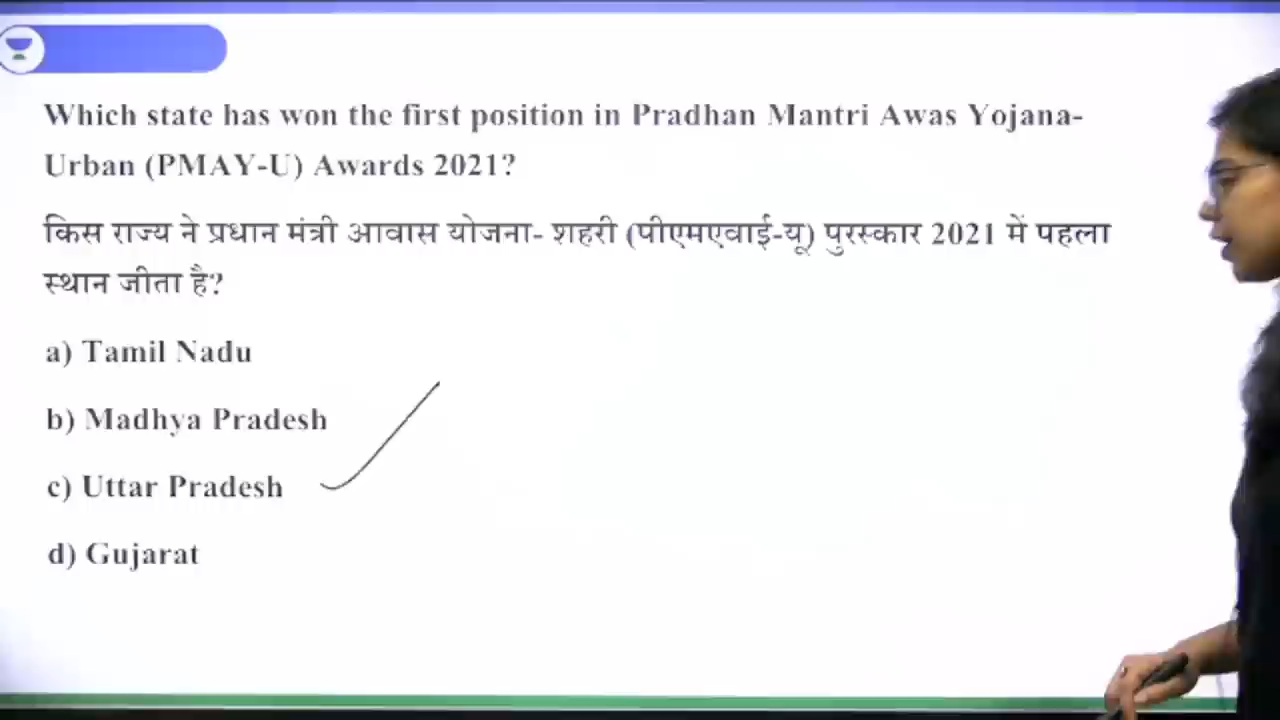 Which state has won the first position in Pradhan Mantri Awas Yojana-
Urban (PMAY-U) Awards 2021?
किस राज्य ने प्रधान मंत्री आवास योजना- शहरी (पीएमएवाई-यू) पुरस्कार 2021 में पहला
स्थान जीता है?
a) Tamil Nadu
b) Madhya Pradesh
c) Uttar Pradesh
d) Gujarat